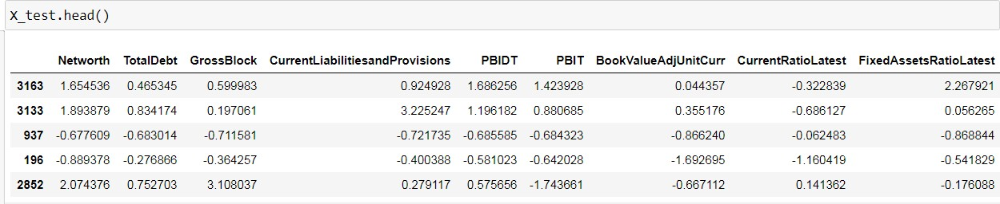 X_test.head()
Networth TotalDebt GrossBlock CurrentLiabilitiesandProvisions PBIDT PBIT BookValueAdjUnitCurr CurrentRatioLatest FixedAssetsRatioLatest
3163 1.654536 0.465345 0.599983 0.924928 1.686256 1.423928 0.044357 -0.322839 2.267921
3133 1.893879 0.834174 0.197061 3.225247 1.196182 0.880685 0.355176 -0.686127 0.056265
937 -0.677609 -0.683014 -0.711581 -0.721735 -0.685585 -0.684323 -0.866240 -0.062483 -0.868844
196 -0.889378 -0.276866 -0.364257 -0.400388 -0.581023 -0.642028 -1.692695 -1.160419 -0.541829
2852 2.074376 0.752703 3.108037 0.279117 0.575656 -1.743661 -0.667112 0.141362 -0.176088